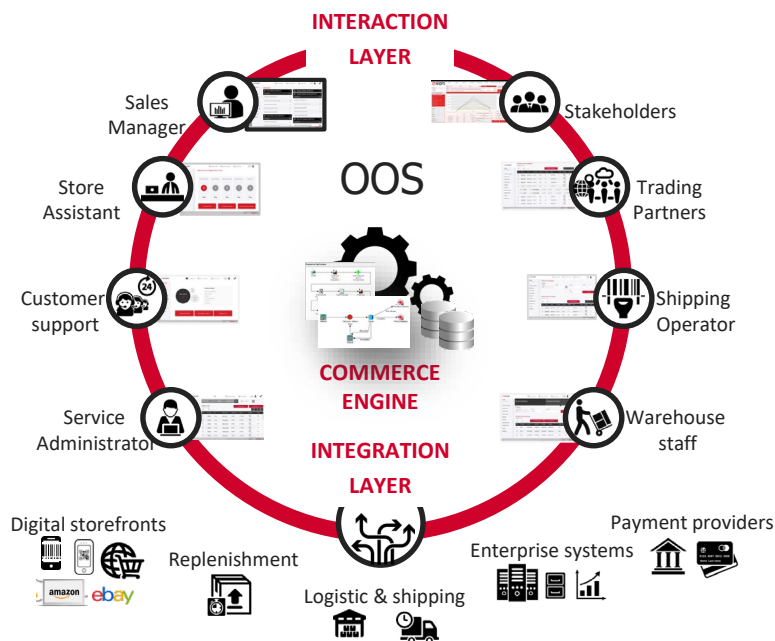 INTERACTION
LAYER
Sales
Manager
Stakeholders
Store
Assistant
OOS
Trading
Partners
24
Customer
support
Shipping
Operator
COMMERCE
ENGINE
Service
Administrator
Warehouse
staff
INTEGRATION
LAYER
Digital storefronts
Payment providers
Replenishment
Enterprise systems
amazon
ebay
Logistic & shipping